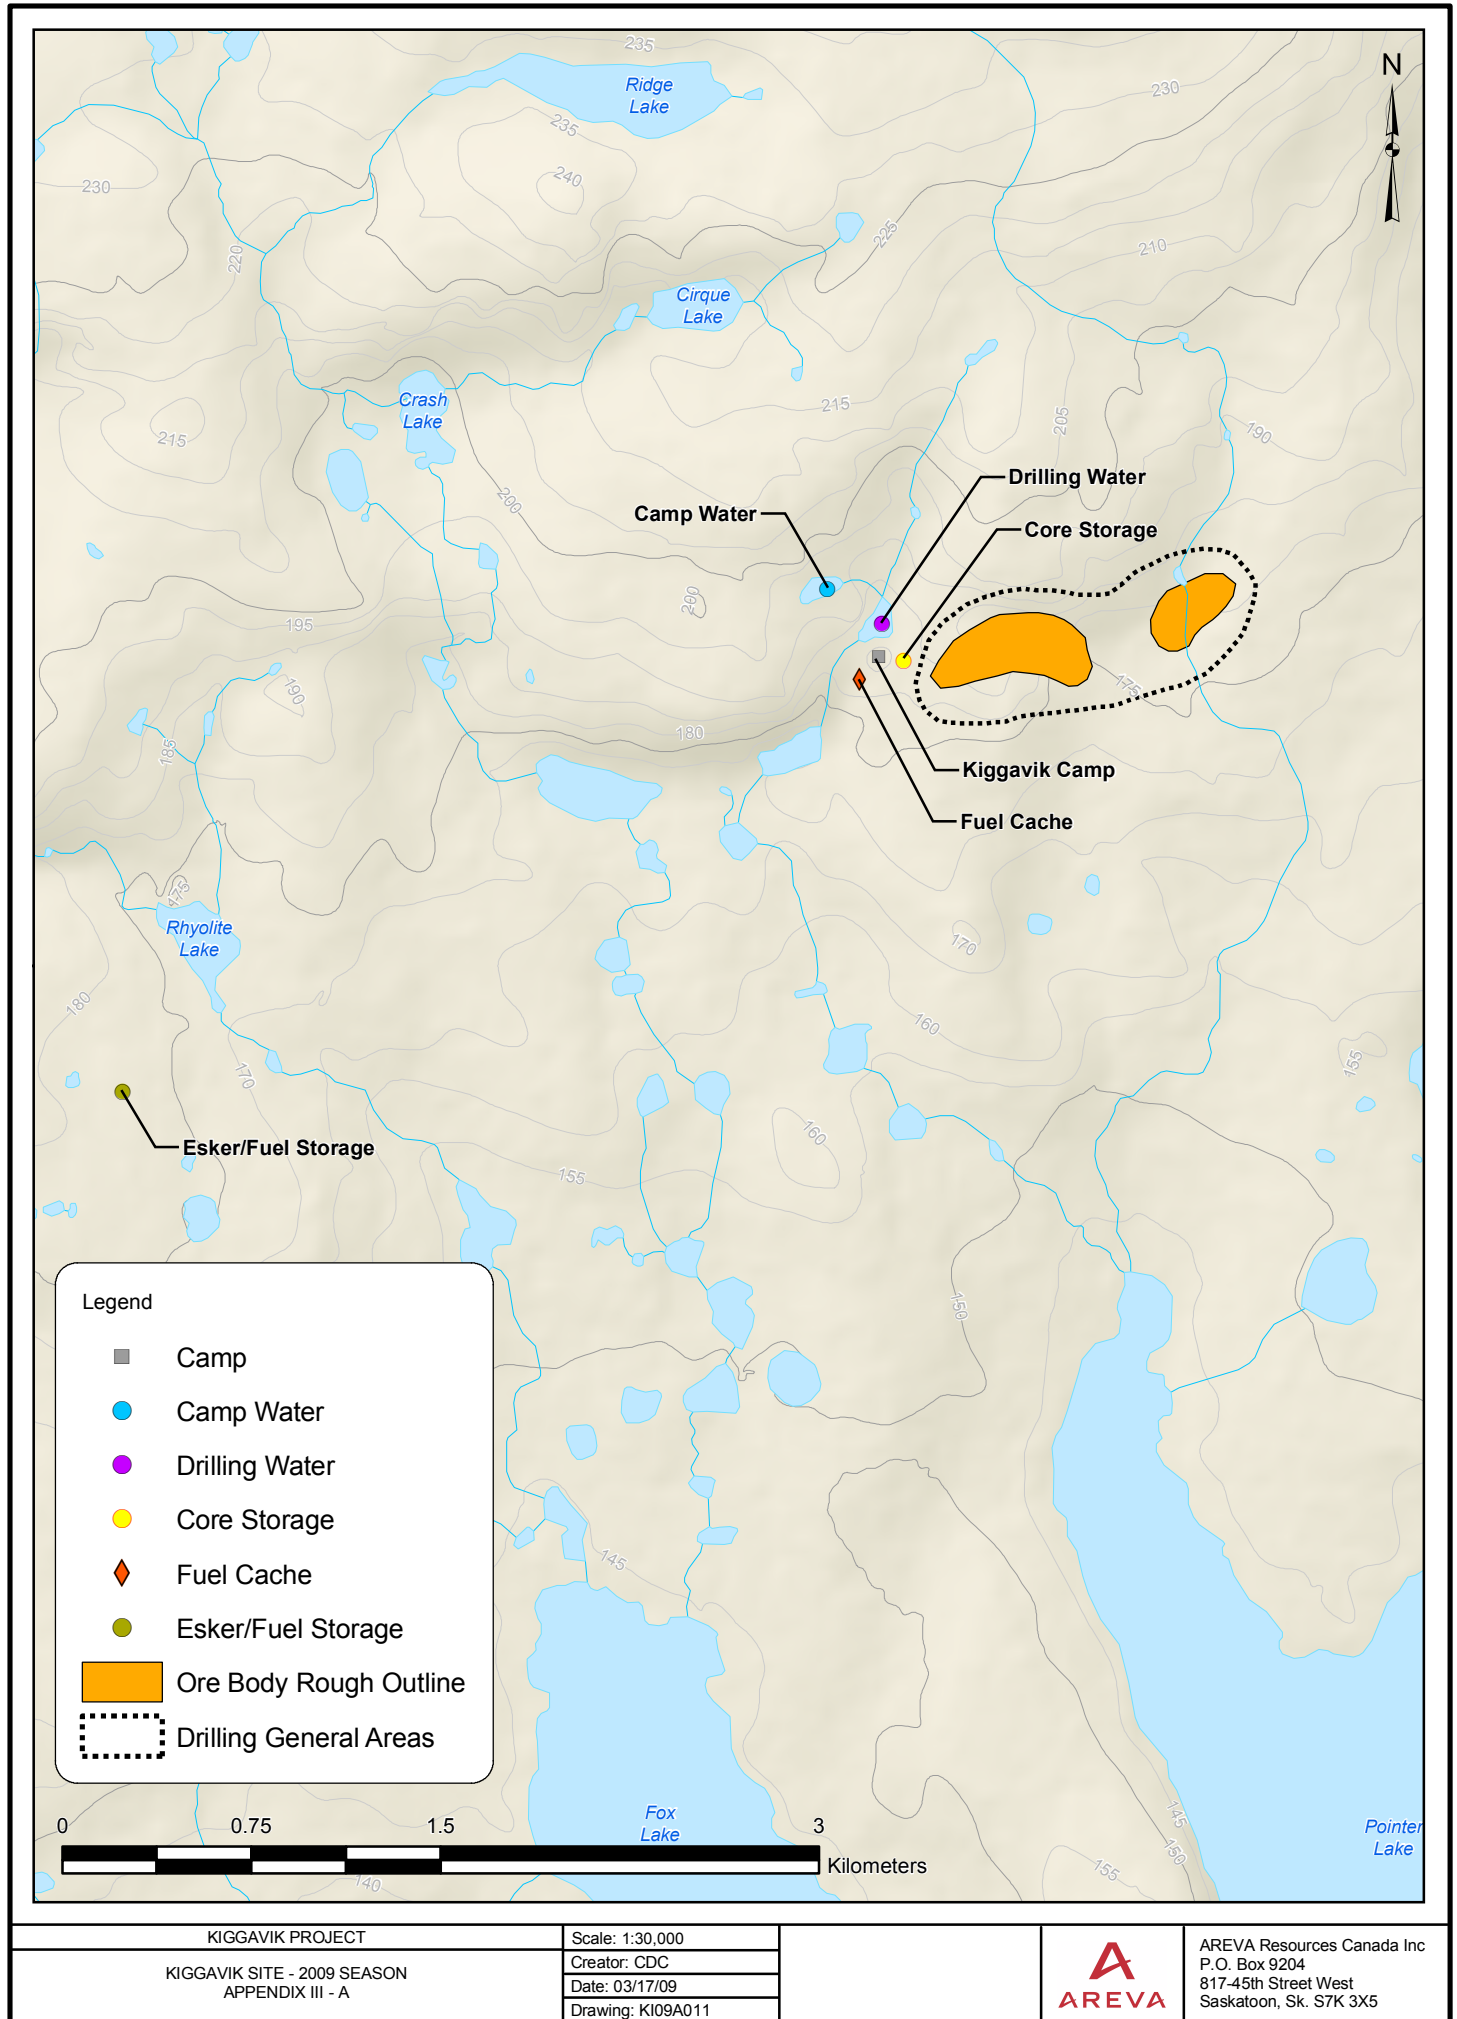 235
Ridge
Lake
N
230
235
240
230
225
220
210
Cirque
Lake
Crash
Lake
215
205
215
190
Drilling Water
200
Camp Water
Core Storage
200
195
175
190
180
185
Kiggavik Camp
Fuel Cache
175
Rhyolite
Lake
170
180
160
155
170
160
Esker/Fuel Storage
155
150
Legend
Camp
Camp Water
Drilling Water
Core Storage
Fuel Cache
Esker/Fuel Storage
Ore Body Rough Outline
Drilling General Areas
145
Fox
Lake
145
150
155
Pointer
Lake
0 0.75 1.5 3
Kilometers
140
KIGGAVIK PROJECT
KIGGAVIK SITE - 2009 SEASON
APPENDIX III - A
Scale: 1:30,000
Creator: CDC
Date: 03/17/09
Drawing: KI09A011
AREVA
AREVA Resources Canada Inc
P.O. Box 9204
817-45th Street West
Saskatoon, Sk. S7K 3X5